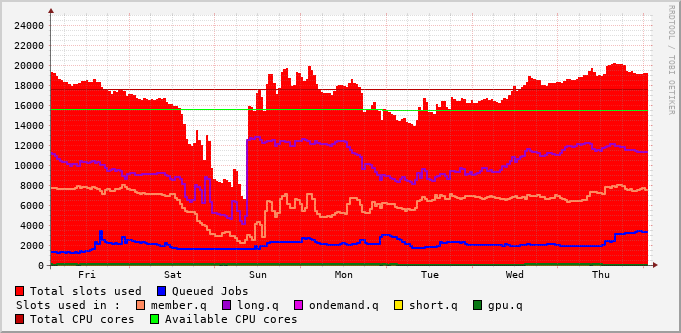 24000
22000
20000
18000
16000
14000
12000
10000
8000
6000
4000
2000
0
Fri Sat Sun Mon Tue Wed Thu
Total slots used Queued Jobs
Slots used in : member.q long.q ondemand.q short.q gpu.q
Total CPU cores Available CPU cores
RRDTOOL / TOBI OETIKER